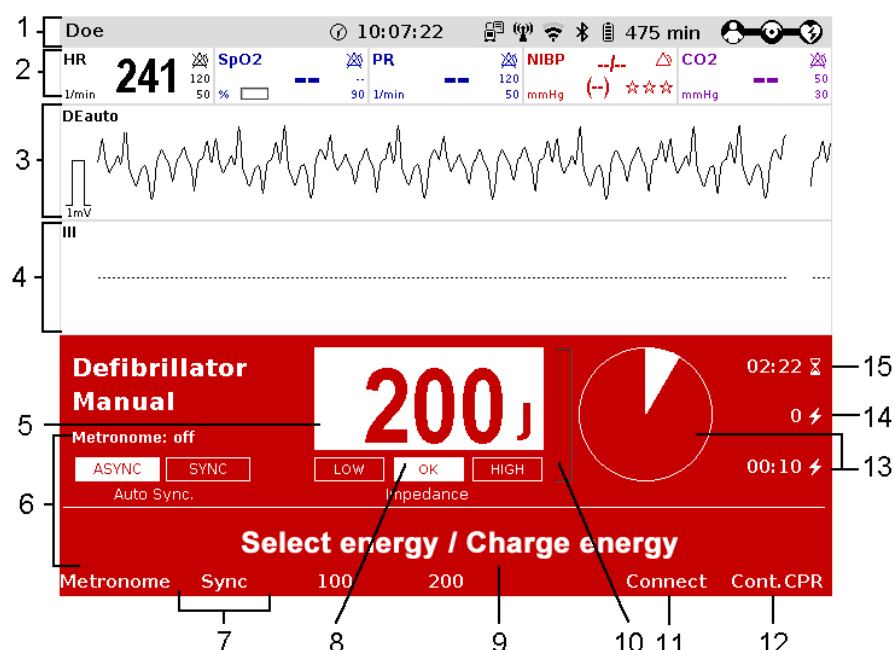 1 Doe 10:07:22 475 min
2 HR 241 120 50 1/min SpO2 -- -- 90 % PR -- 120 50 1/min NIBP --/-- (--) mmHg CO2 -- 50 30 mmHg
DEauto
3
1mV
III
4
Defibrillator 200 J 02:22 15
Manual
0 14
5
Metronome: off
13
ASYNC SYNC LOW OK HIGH 00:10
Auto Sync. Impedance
6
Select energy / Charge energy
Metronome Sync 100 200 Connect Cont.CPR
7 8 9 10 11 12